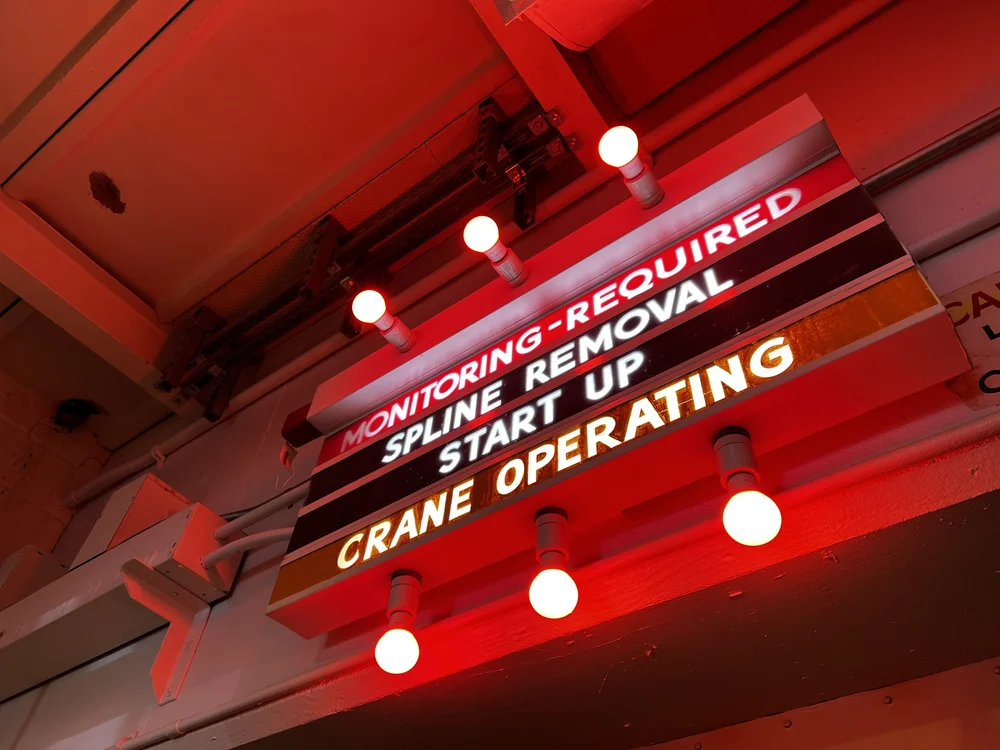 MONITORING-REQUIRED
SPLINE REMOVAL
START UP
CRANE OPERATING